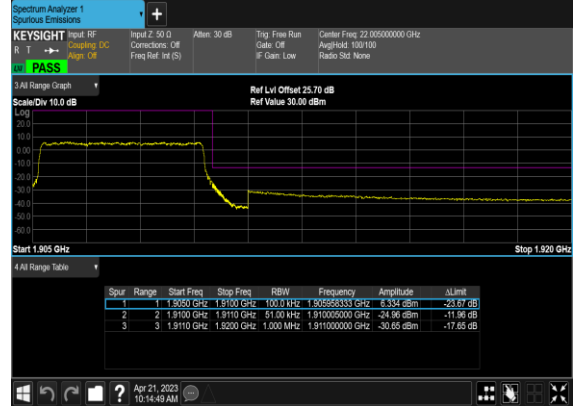 Spectrum Analyzer 1
Spurious Emissions
+
KEYSIGHT Input: RF Input Z: 50 Ω Atten: 30 dB Trig: Free Run Center Freq: 22.005000000 GHz
R T Coupling: DC Corrections: Off Gate: Off Avg|Hold: 100/100
Align: Off Freq Ref: Int (S) IF Gain: Low Radio Std: None
PASS
3 All Range Graph
Ref Lvl Offset 25.70 dB
Scale/Div 10.0 dB Ref Value 30.00 dBm
Log
20.0
10.0
0.00
-10.0
-20.0
-30.0
-40.0
-50.0
-60.0
Start 1.905 GHz Stop 1.920 GHz
4 All Range Table
Spur Range Start Freq Stop Freq RBW Frequency Amplitude ΔLimit
1 1 1.9050 GHz 1.9100 GHz 100.0 kHz 1.905958333 GHz 6.334 dBm -23.67 dB
2 2 1.9100 GHz 1.9110 GHz 51.00 kHz 1.910005000 GHz -24.96 dBm -11.96 dB
3 3 1.9110 GHz 1.9200 GHz 1.000 MHz 1.911000000 GHz -30.65 dBm -17.65 dB
? Apr 21, 2023
10:14:49 AM